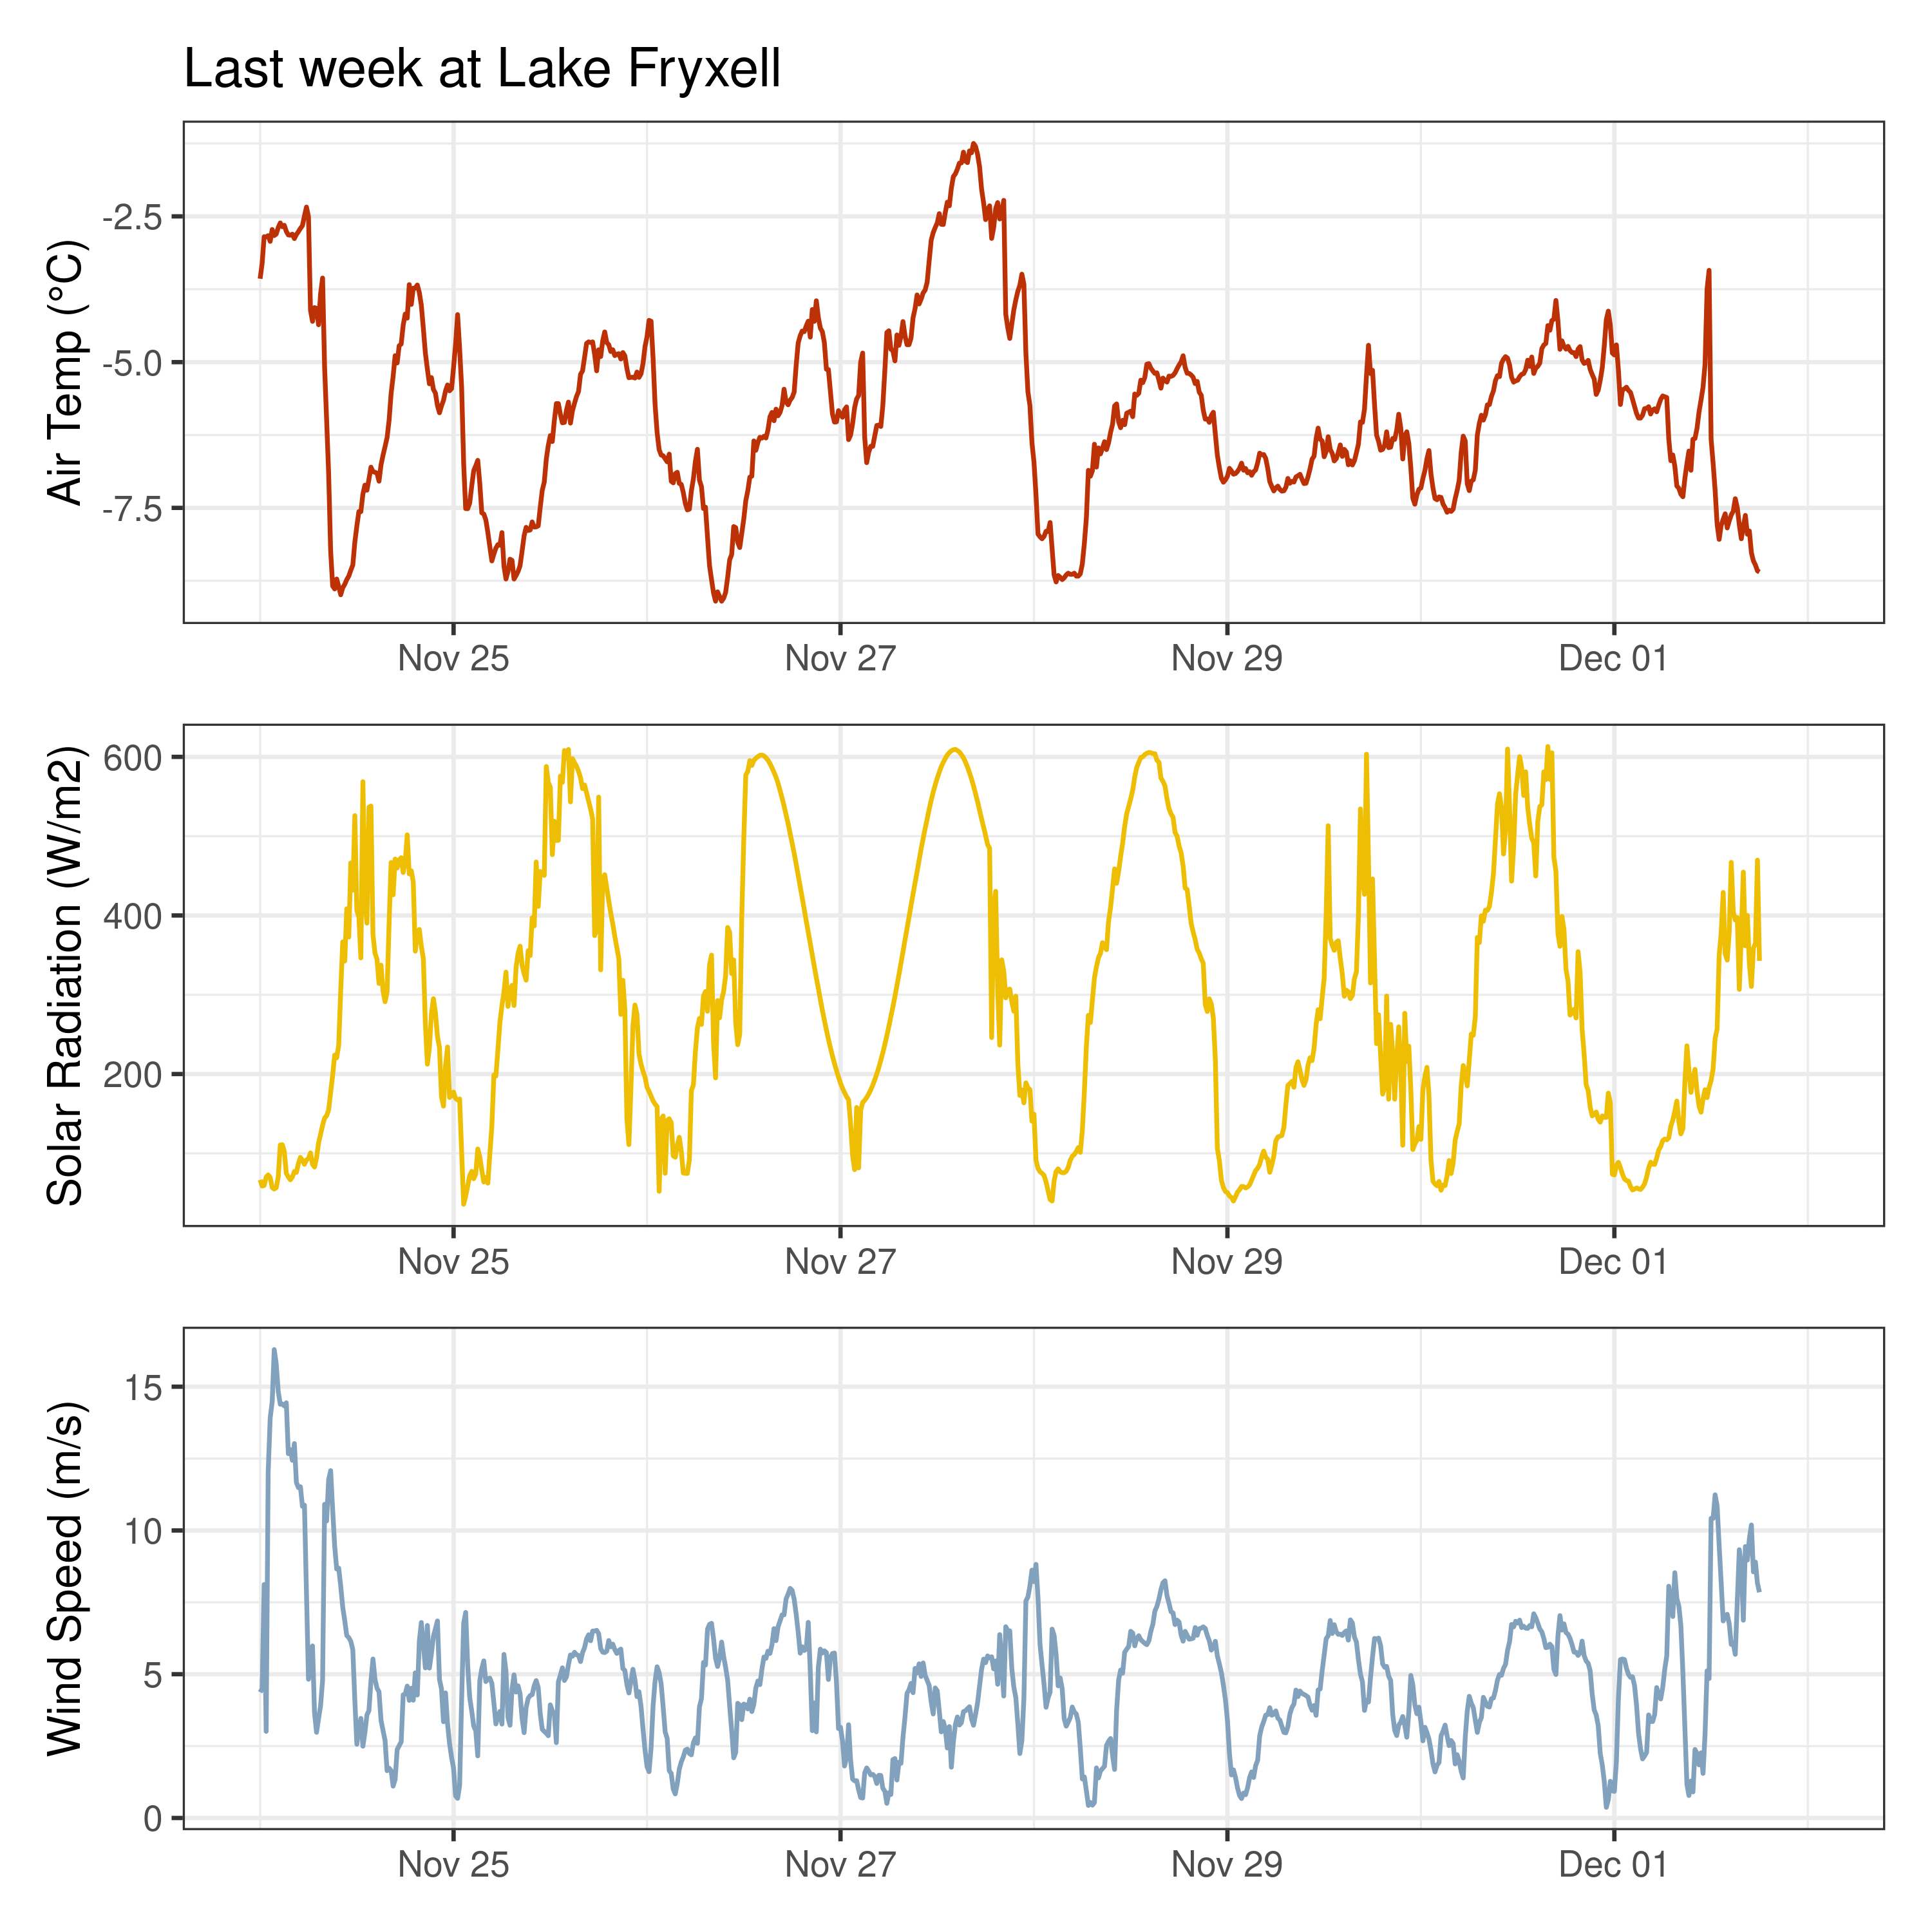 Last week at Lake Fryxell
Air Temp (°C)
-2.5
-5.0
-7.5
Nov 25 Nov 27 Nov 29 Dec 01
Solar Radiation (W/m2)
600
400
200
Nov 25 Nov 27 Nov 29 Dec 01
Wind Speed (m/s)
15
10
5
0
Nov 25 Nov 27 Nov 29 Dec 01